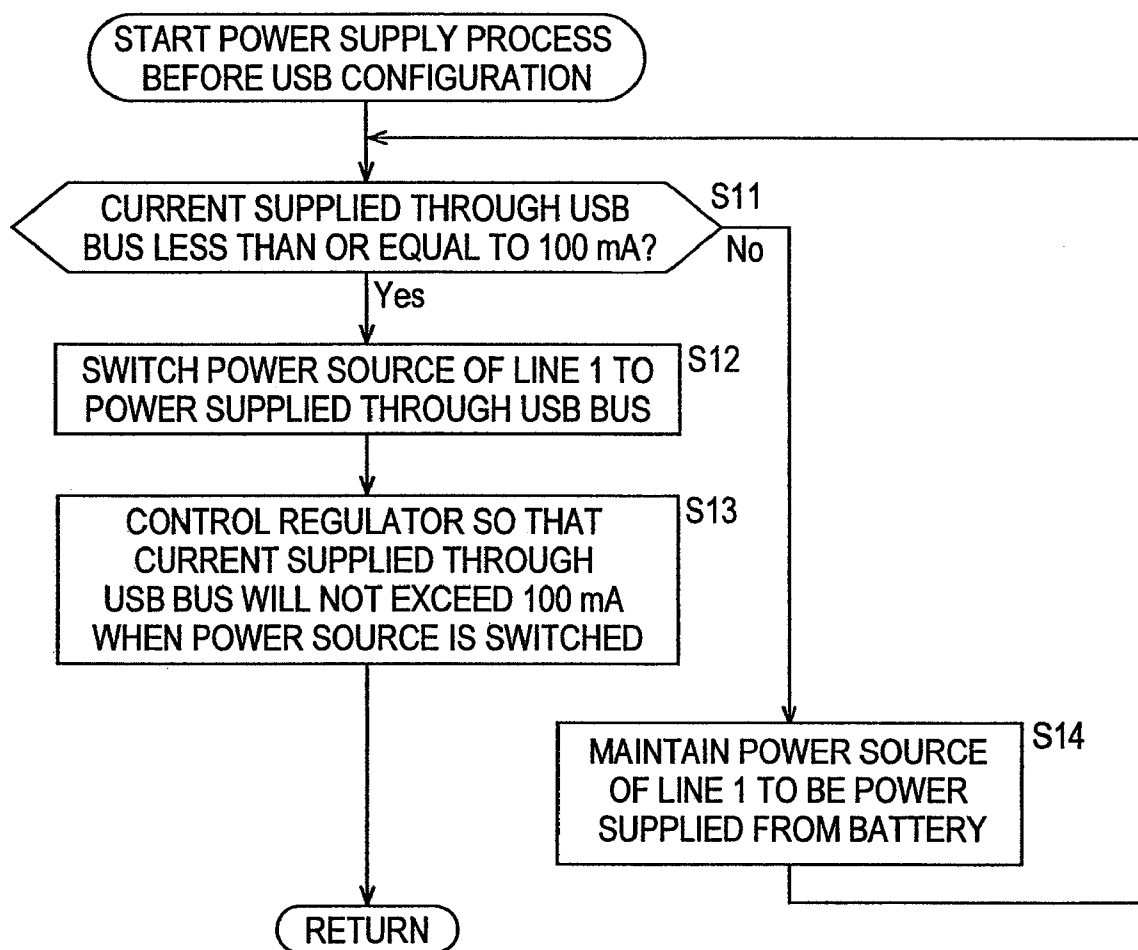 START POWER SUPPLY PROCESS
BEFORE USB CONFIGURATION
CURRENT SUPPLIED THROUGH USB
BUS LESS THAN OR EQUAL TO 100 mA?
S11
No
Yes
SWITCH POWER SOURCE OF LINE 1 TO
POWER SUPPLIED THROUGH USB BUS
S12
CONTROL REGULATOR SO THAT
CURRENT SUPPLIED THROUGH
USB BUS WILL NOT EXCEED 100 mA
WHEN POWER SOURCE IS SWITCHED
S13
MAINTAIN POWER SOURCE
OF LINE 1 TO BE POWER
SUPPLIED FROM BATTERY
S14
RETURN